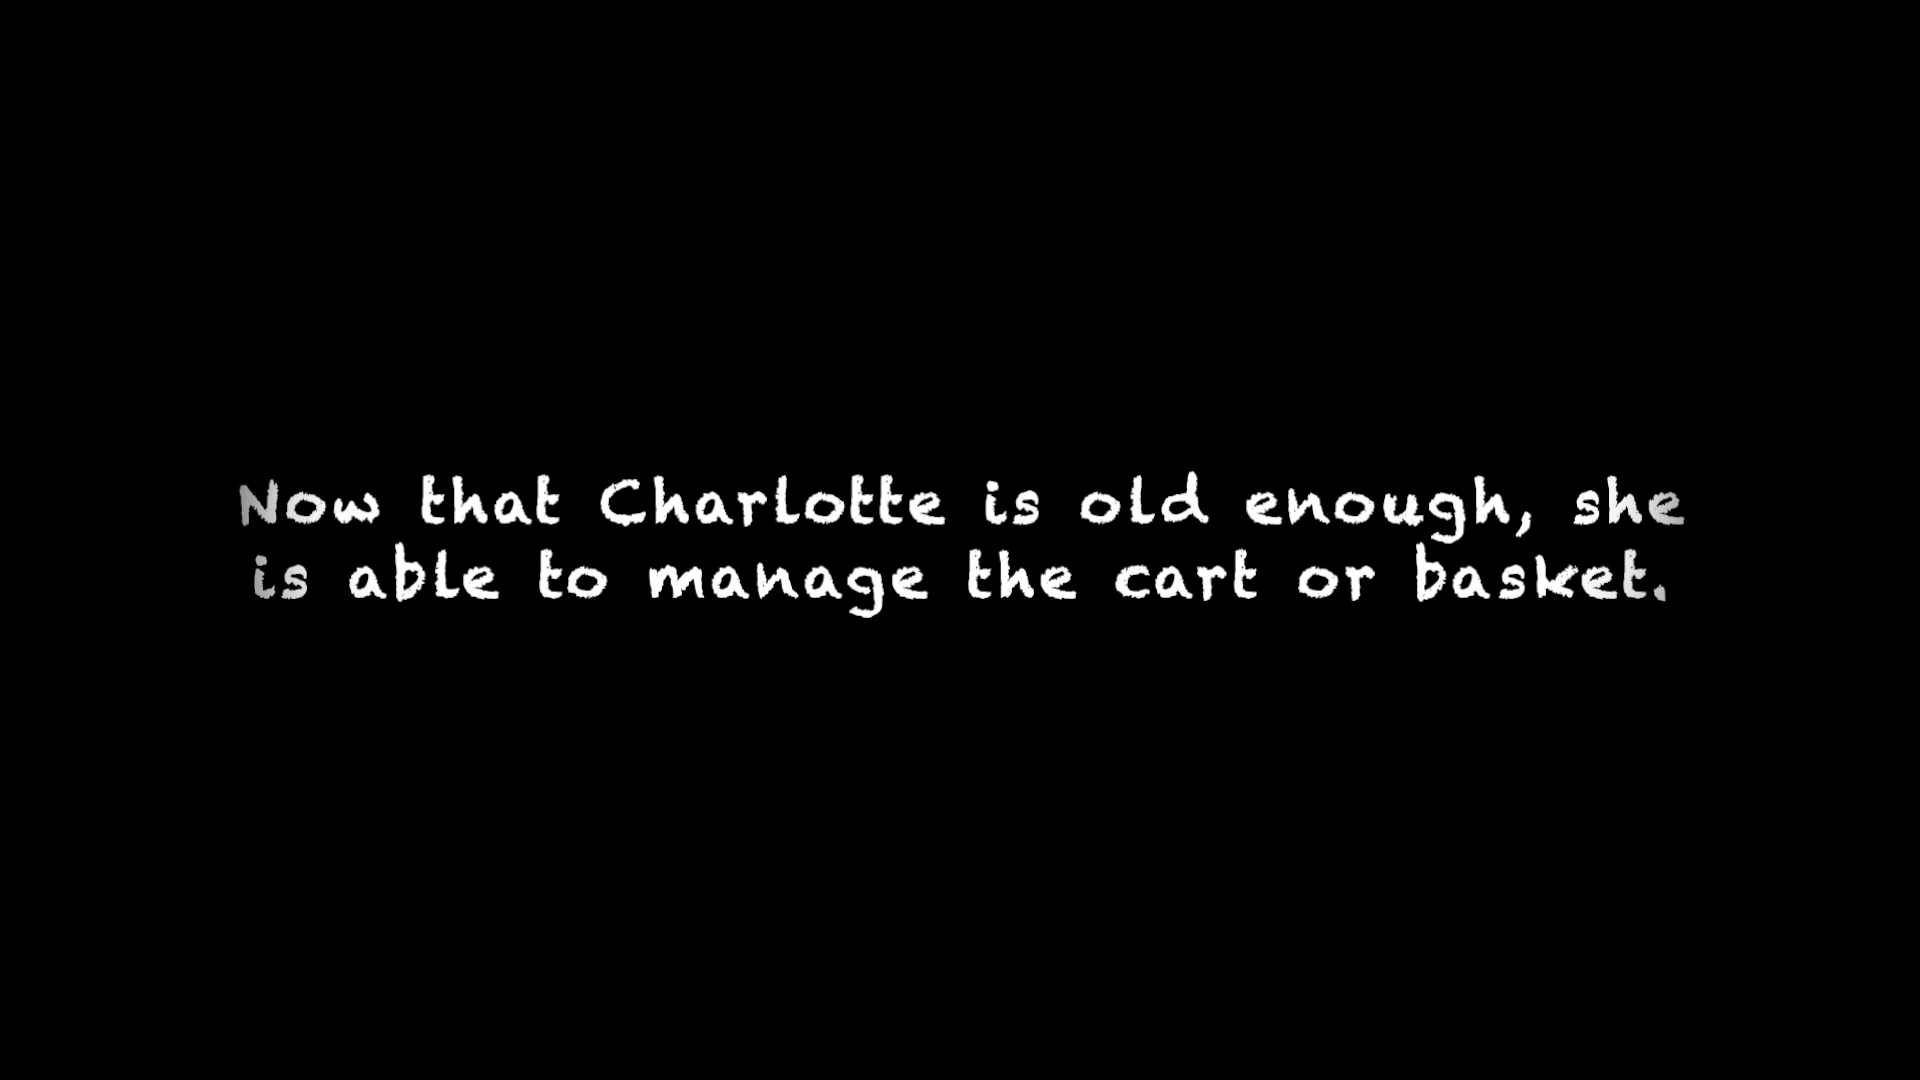 Now that Charlotte is old enough, she
is able to manage the cart or basket.